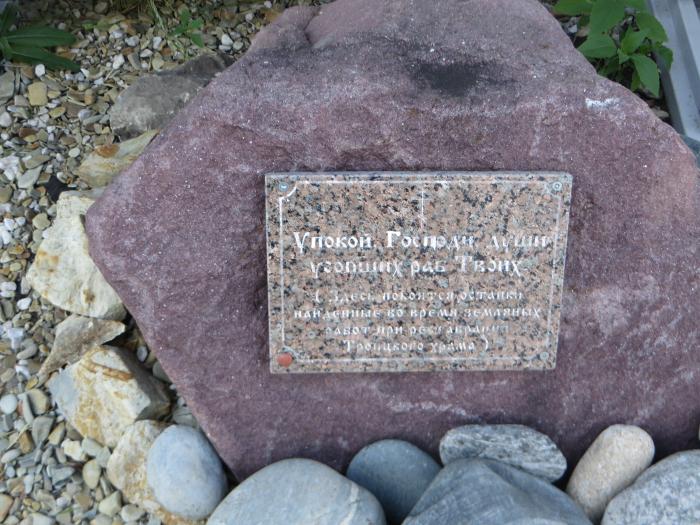 Упокой, Господи, души
усопших раб Твоих
( Здесь покоятся останки
найденные во время земляных
работ при реставрации
Троицкого храма )